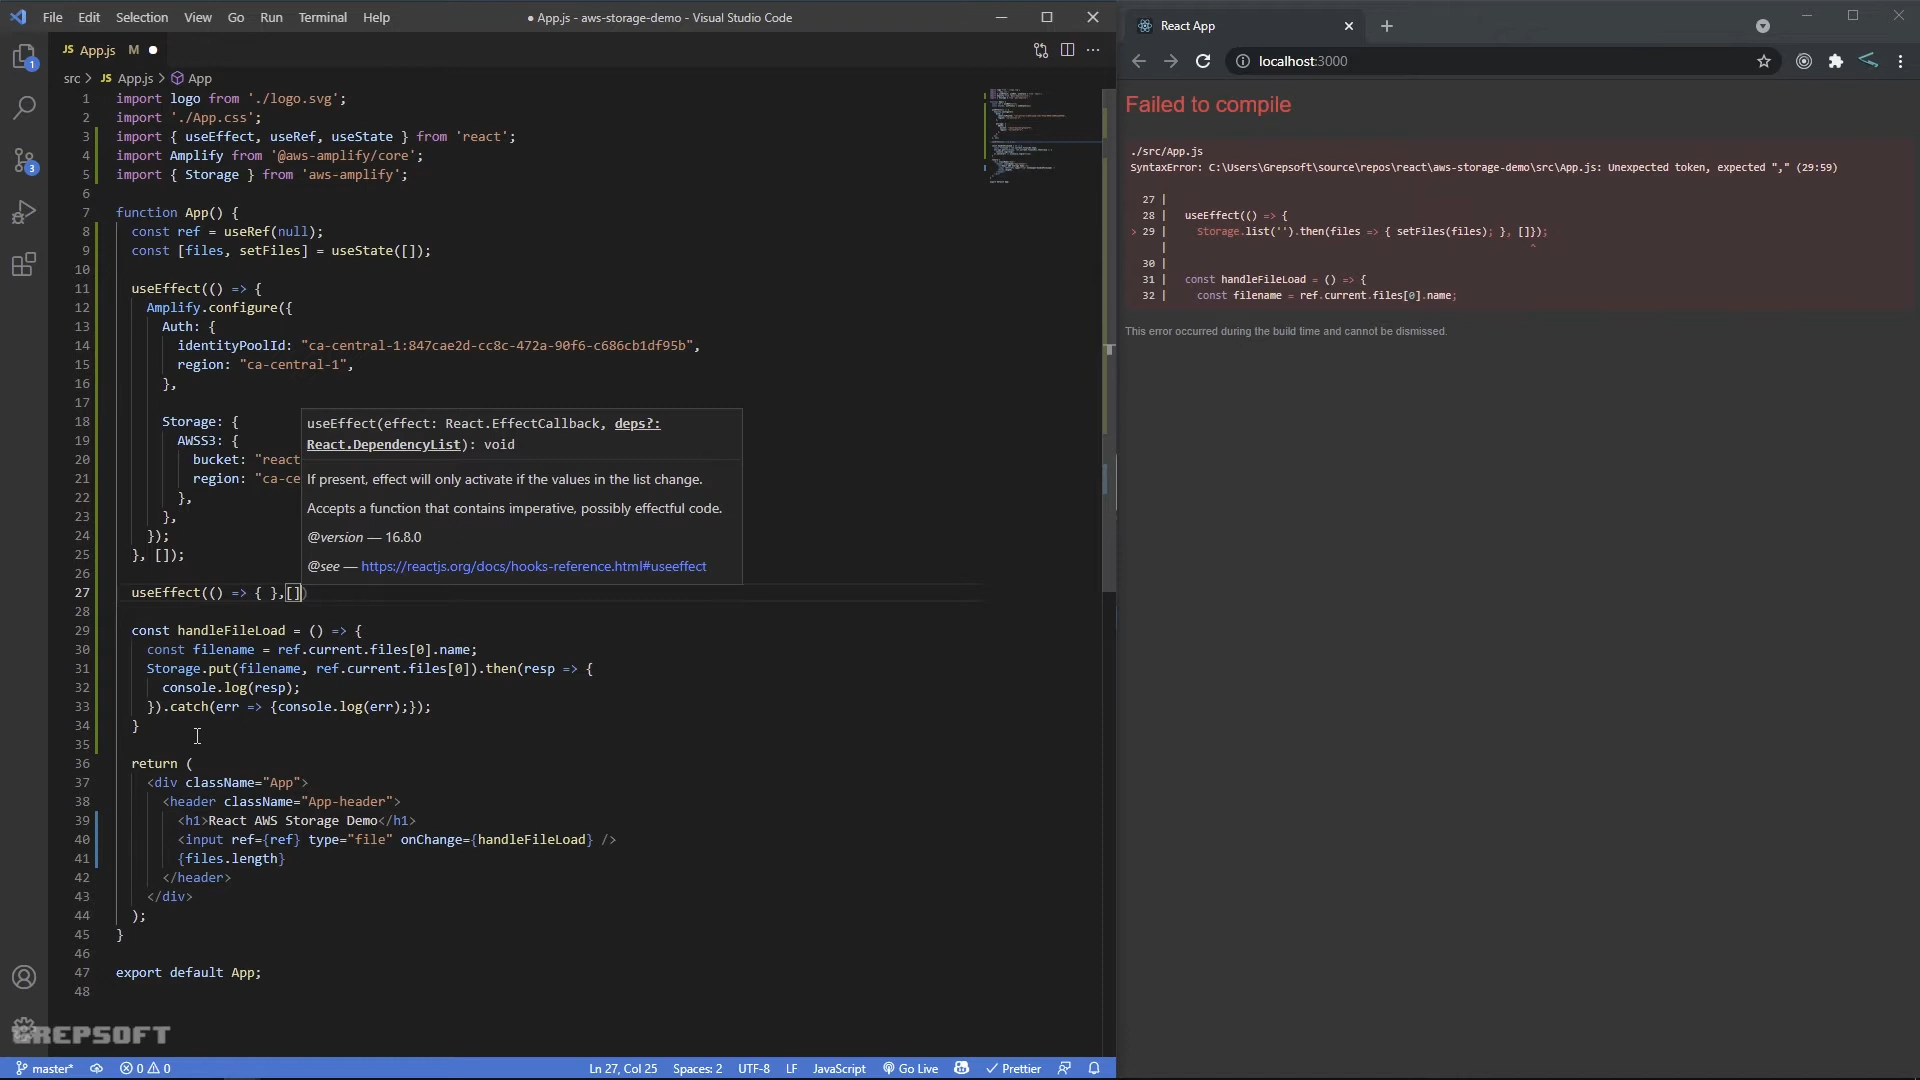 File Edit Selection View Go Run Terminal Help
● App.js - aws-storage-demo - Visual Studio Code
JS App.js M ●
src > JS App.js > App
1 import logo from './logo.svg';
2 import './App.css';
3 import { useEffect, useRef, useState } from 'react';
4 import Amplify from '@aws-amplify/core';
5 import { Storage } from 'aws-amplify';
6
7 function App() {
8 const ref = useRef(null);
9 const [files, setFiles] = useState([]);
10
11 useEffect(() => {
12 Amplify.configure({
13 Auth: {
14 identityPoolId: "ca-central-1:847cae2d-cc8c-472a-90f6-c686cb1df95b",
15 region: "ca-central-1",
16 },
17
18 Storage: {
19 AWSS3: {
20 bucket: "react
21 region: "ca-ce
22 },
23 },
24 });
25 }, []);
26
27 useEffect(() => { },[])
28
29 const handleFileLoad = () => {
30 const filename = ref.current.files[0].name;
31 Storage.put(filename, ref.current.files[0]).then(resp => {
32 console.log(resp);
33 }).catch(err => {console.log(err);});
34 }
35
36 return (
37 <div className="App">
38 <header className="App-header">
39 <h1>React AWS Storage Demo</h1>
40 <input ref={ref} type="file" onChange={handleFileLoad} />
41 {files.length}
42 </header>
43 </div>
44 );
45 }
46
47 export default App;
48
useEffect(effect: React.EffectCallback, deps?:
React.DependencyList): void
If present, effect will only activate if the values in the list change.
Accepts a function that contains imperative, possibly effectful code.
@version — 16.8.0
@see — https://reactjs.org/docs/hooks-reference.html#useeffect
1
3
GREPSOFT
master* 0 0 Ln 27, Col 25 Spaces: 2 UTF-8 LF JavaScript Go Live Prettier
React App
localhost:3000
Failed to compile
./src/App.js
SyntaxError: C:\Users\Grepsoft\source\repos\react\aws-storage-demo\src\App.js: Unexpected token, expected "," (29:59)
27 |
28 | useEffect(() => {
> 29 | Storage.list('').then(files => { setFiles(files); }, []});
| ^
30 |
31 | const handleFileLoad = () => {
32 | const filename = ref.current.files[0].name;
This error occurred during the build time and cannot be dismissed.